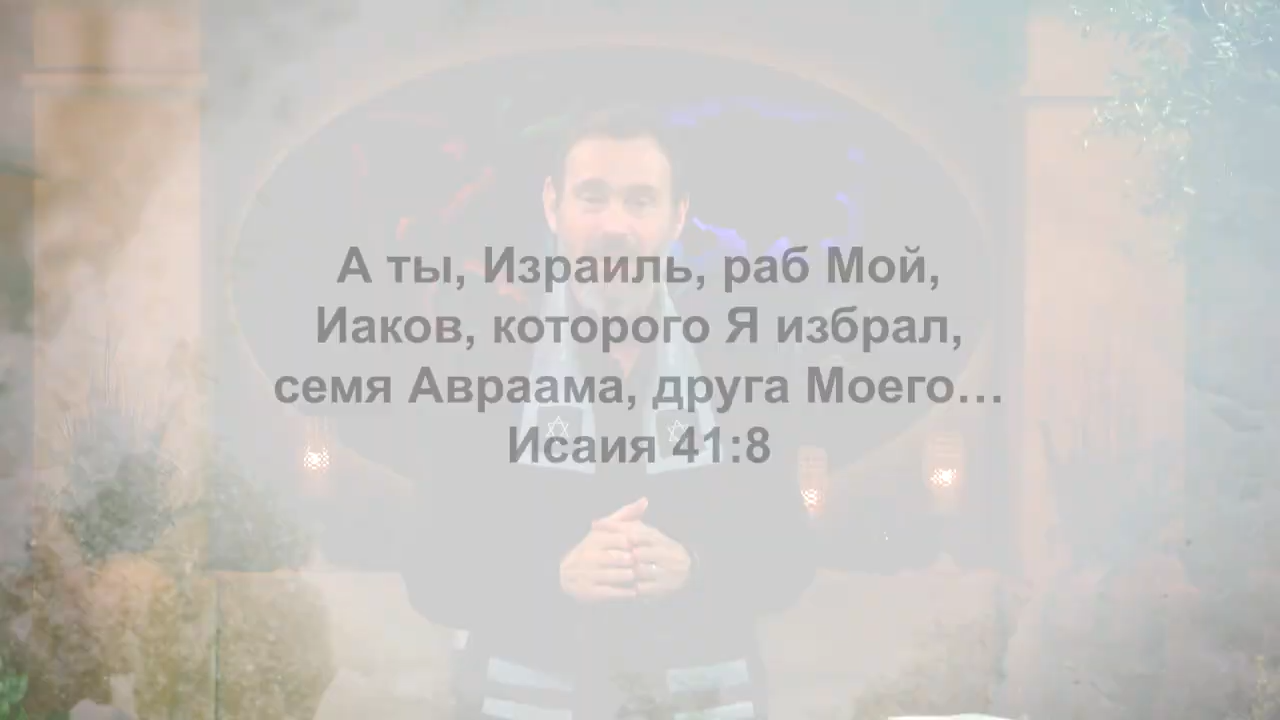 А ты, Израиль, раб Мой,
Иаков, которого Я избрал,
семя Авраама, друга Моего…
Исаия 41:8